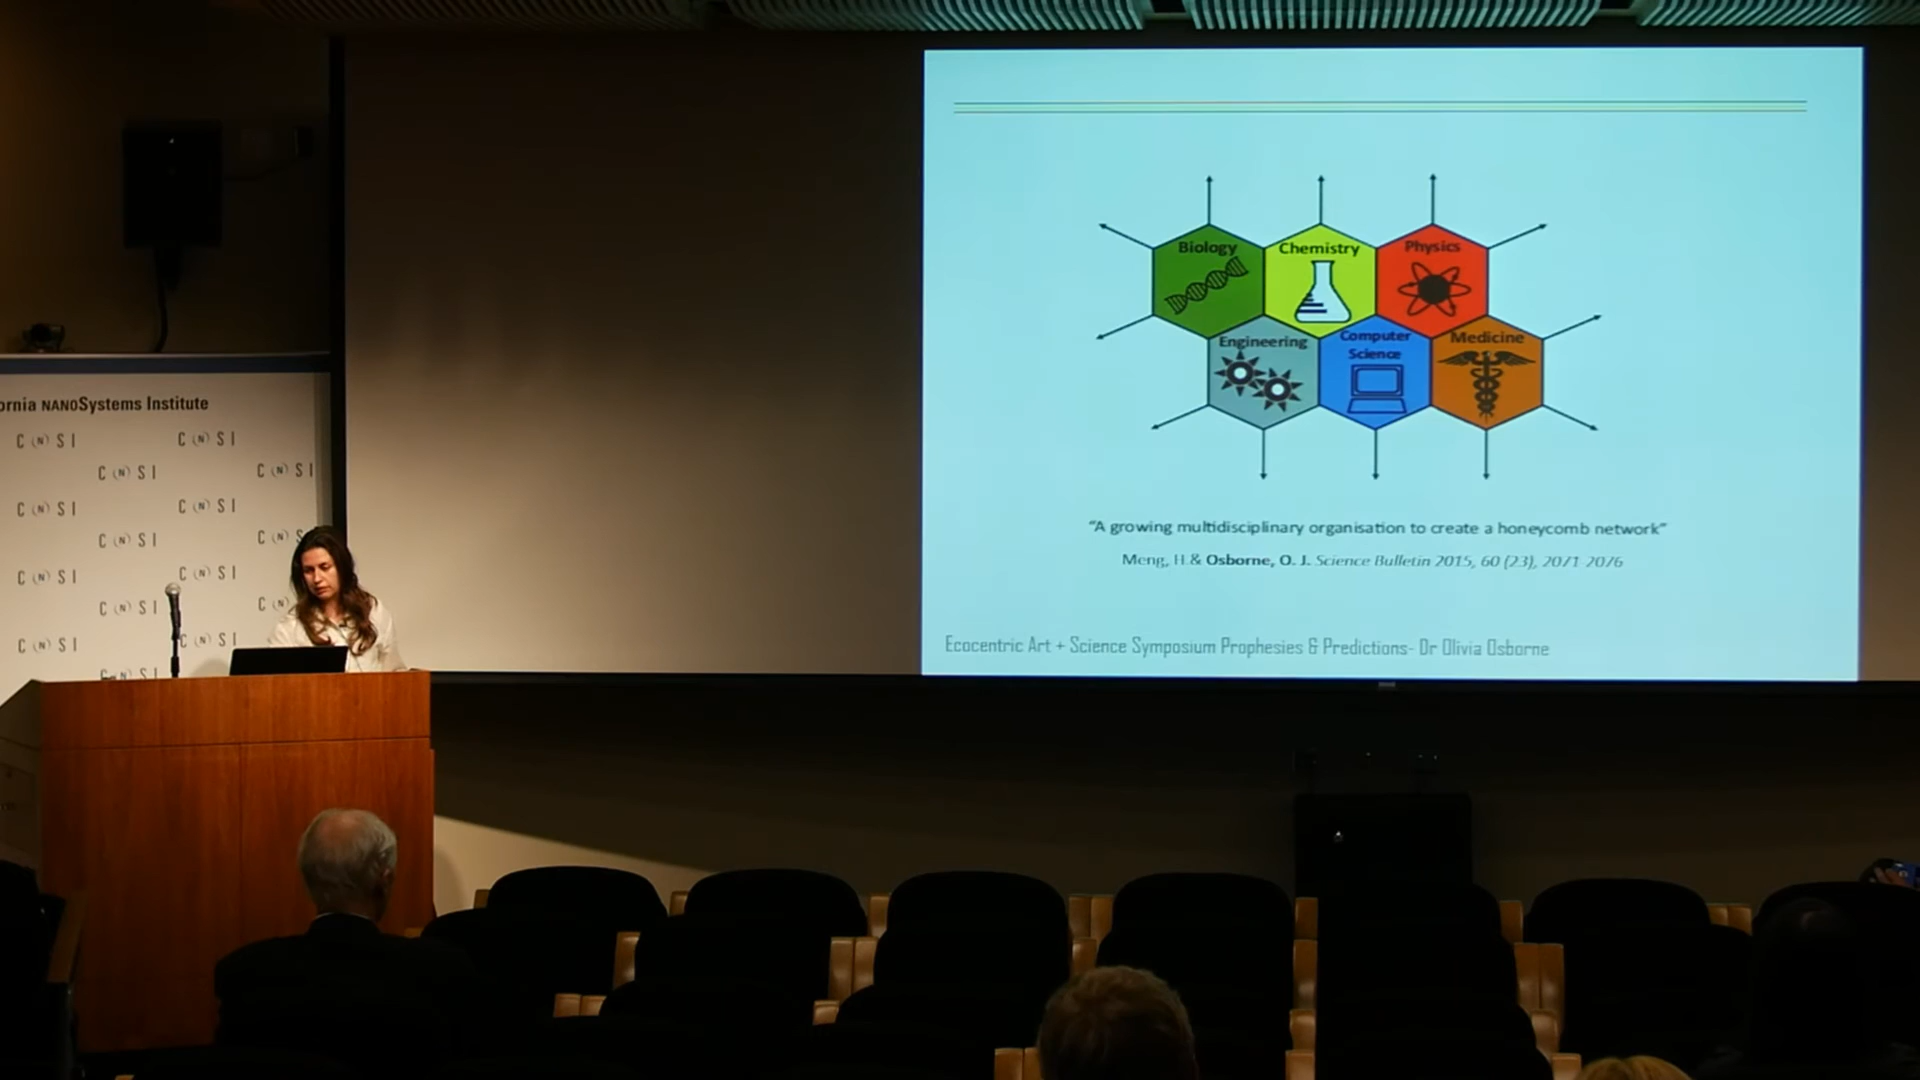 ornia NANOSystems Institute
C (N) S I
C (N) S I
C (N) S I
C (N) S I
C (N) S I
C (N) S I
C (N) S I
C (N) S
C (N) S I
C (N) S I
C (N) S I
C (N)
C (N) S I
C (N) S I
Biology
Chemistry
Physics
Engineering
Computer
Science
Medicine
“A growing multidisciplinary organisation to create a honeycomb network”
Meng, H & Osborne, O. J. Science Bulletin 2015, 60 (23), 2071-2076
Ecocentric Art + Science Symposium Prophesies & Predictions- Dr Olivia Osborne